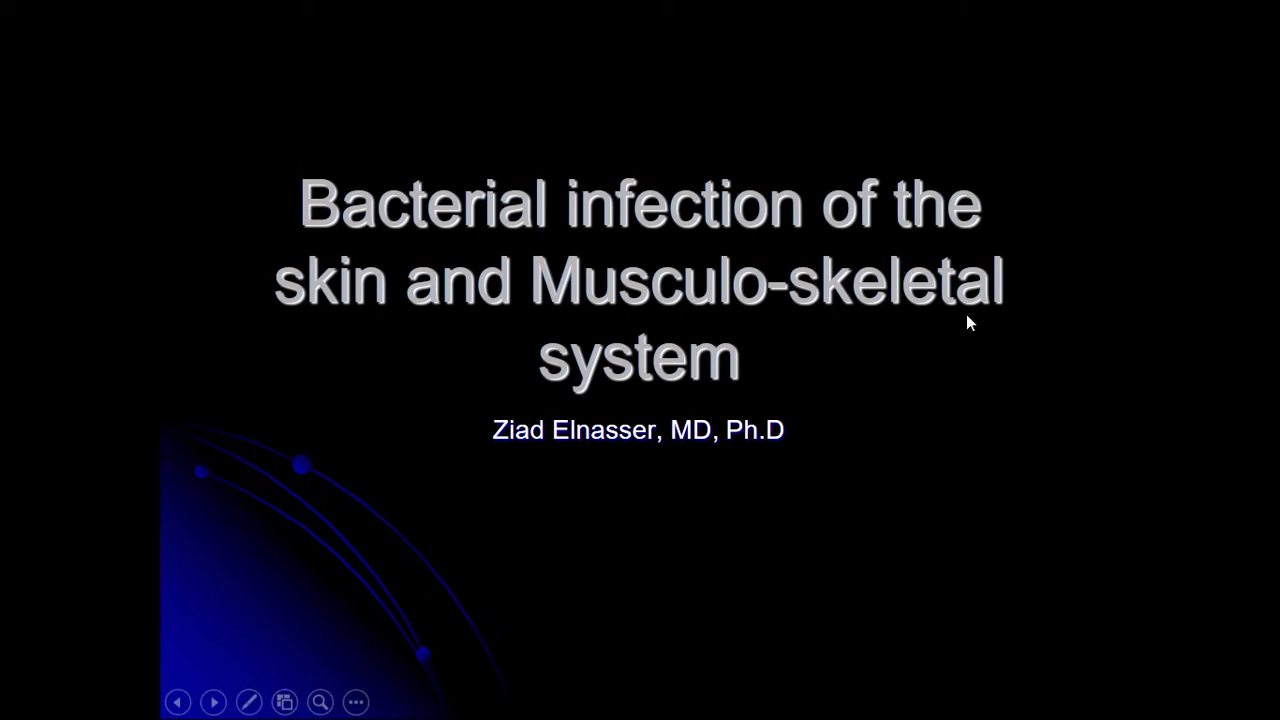 Bacterial infection of the
skin and Musculo-skeletal
system
Ziad Elnasser, MD, Ph.D